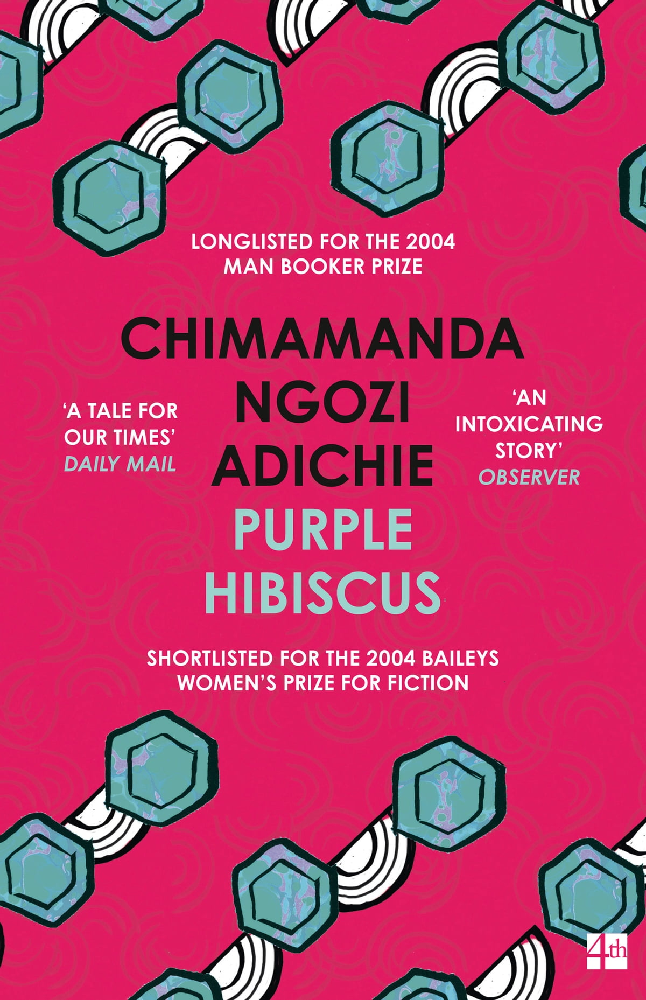 LONGLISTED FOR THE 2004
MAN BOOKER PRIZE
CHIMAMANDA
NGOZI
ADICHIE
‘A TALE FOR
OUR TIMES’
DAILY MAIL
‘AN
INTOXICATING
STORY’
OBSERVER
PURPLE
HIBISCUS
SHORTLISTED FOR THE 2004 BAILEYS
WOMEN’S PRIZE FOR FICTION
4th